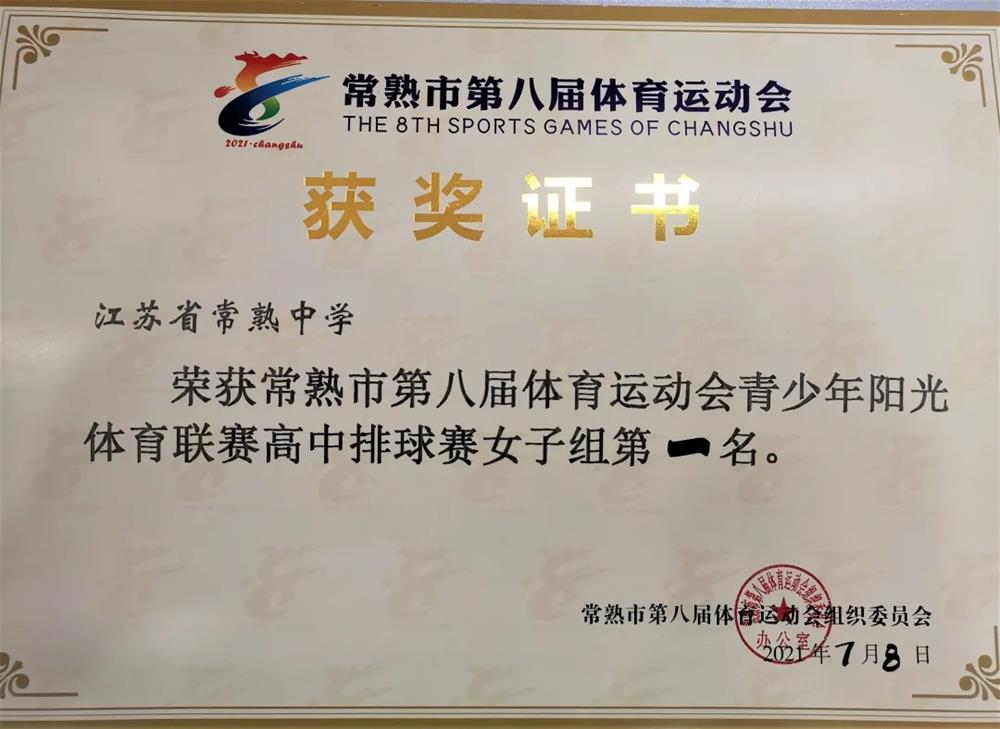 常熟市第八届体育运动会
THE 8TH SPORTS GAMES OF CHANGSHU
2021·changshu
获奖证书
江苏省常熟中学
荣获常熟市第八届体育运动会青少年阳光
体育联赛高中排球赛女子组第一名。
常熟市第八届体育运动会组织委员会
办公室
2021年7月8日